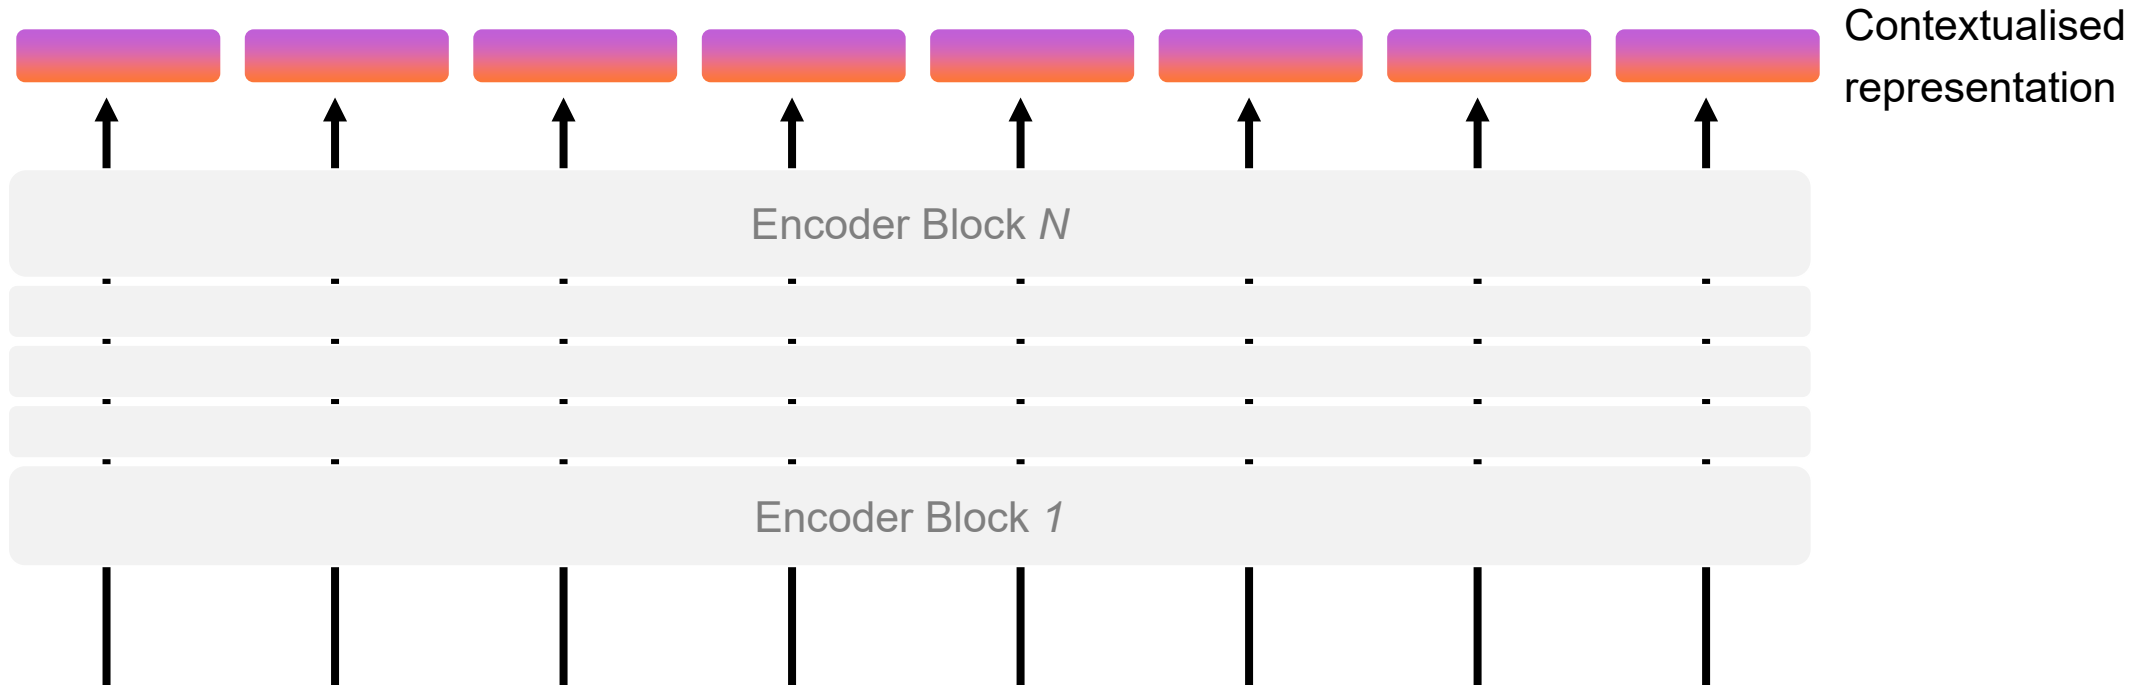 Contextualised
representation
Encoder Block N
Encoder Block 1